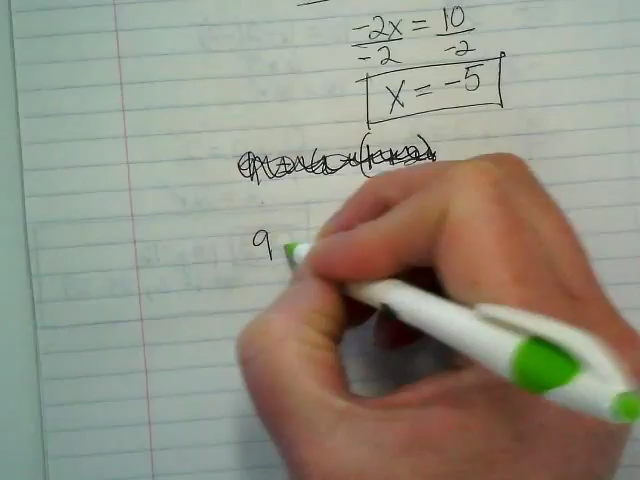 -2x = 10
-2 -2
x = -5
9